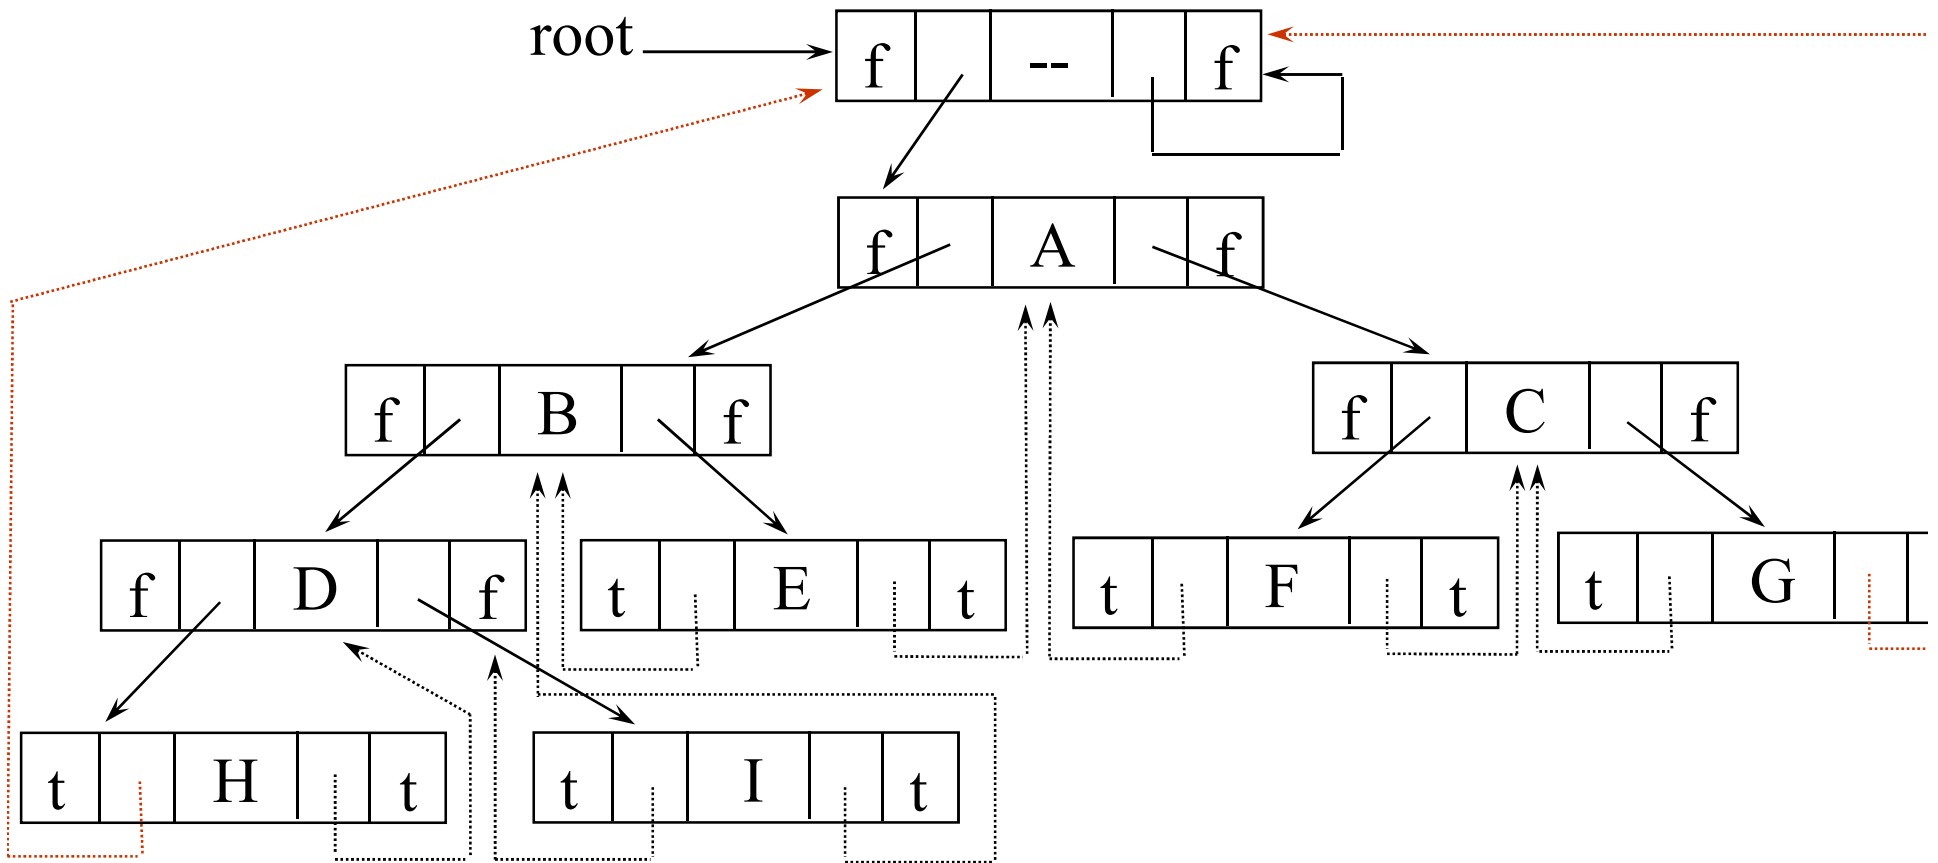 root f -- f
f A f
f B f
f C f
f D f
t E t
t F t
t G
t H t
t I t